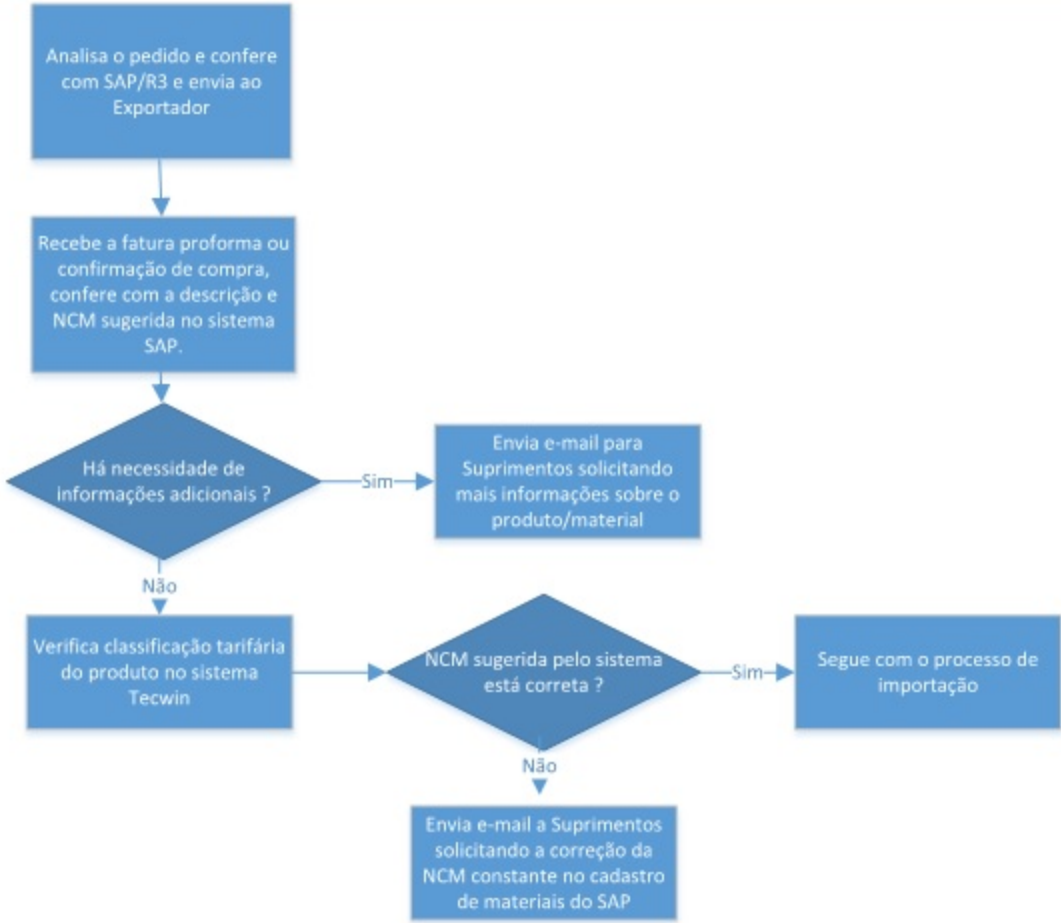 Analisa o pedido e confere
com SAP/R3 e envia ao
Exportador
Recebe a fatura proforma ou
confirmação de compra,
confere com a descrição e
NCM sugerida no sistema
SAP.
Há necessidade de
informações adicionais ?
Sim
Envia e-mail para
Suprimentos solicitando
mais informações sobre o
produto/material
Não
Verifica classificação tarifária
do produto no sistema
Tecwin
NCM sugerida pelo sistema
está correta ?
Sim
Segue com o processo de
importação
Não
Envia e-mail a Suprimentos
solicitando a correção da
NCM constante no cadastro
de materiais do SAP